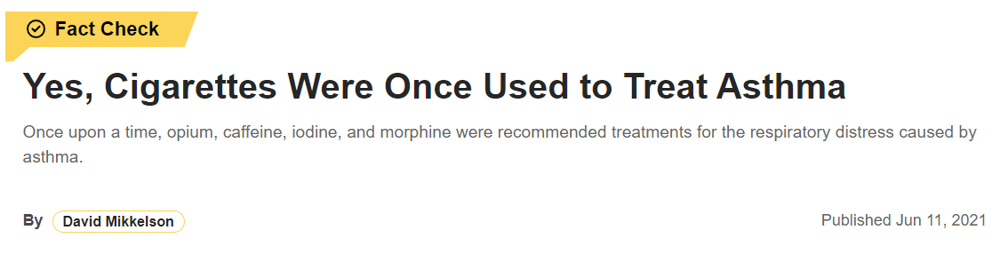 Fact Check
Yes, Cigarettes Were Once Used to Treat Asthma
Once upon a time, opium, caffeine, iodine, and morphine were recommended treatments for the respiratory distress caused by
asthma.
By David Mikkelson Published Jun 11, 2021